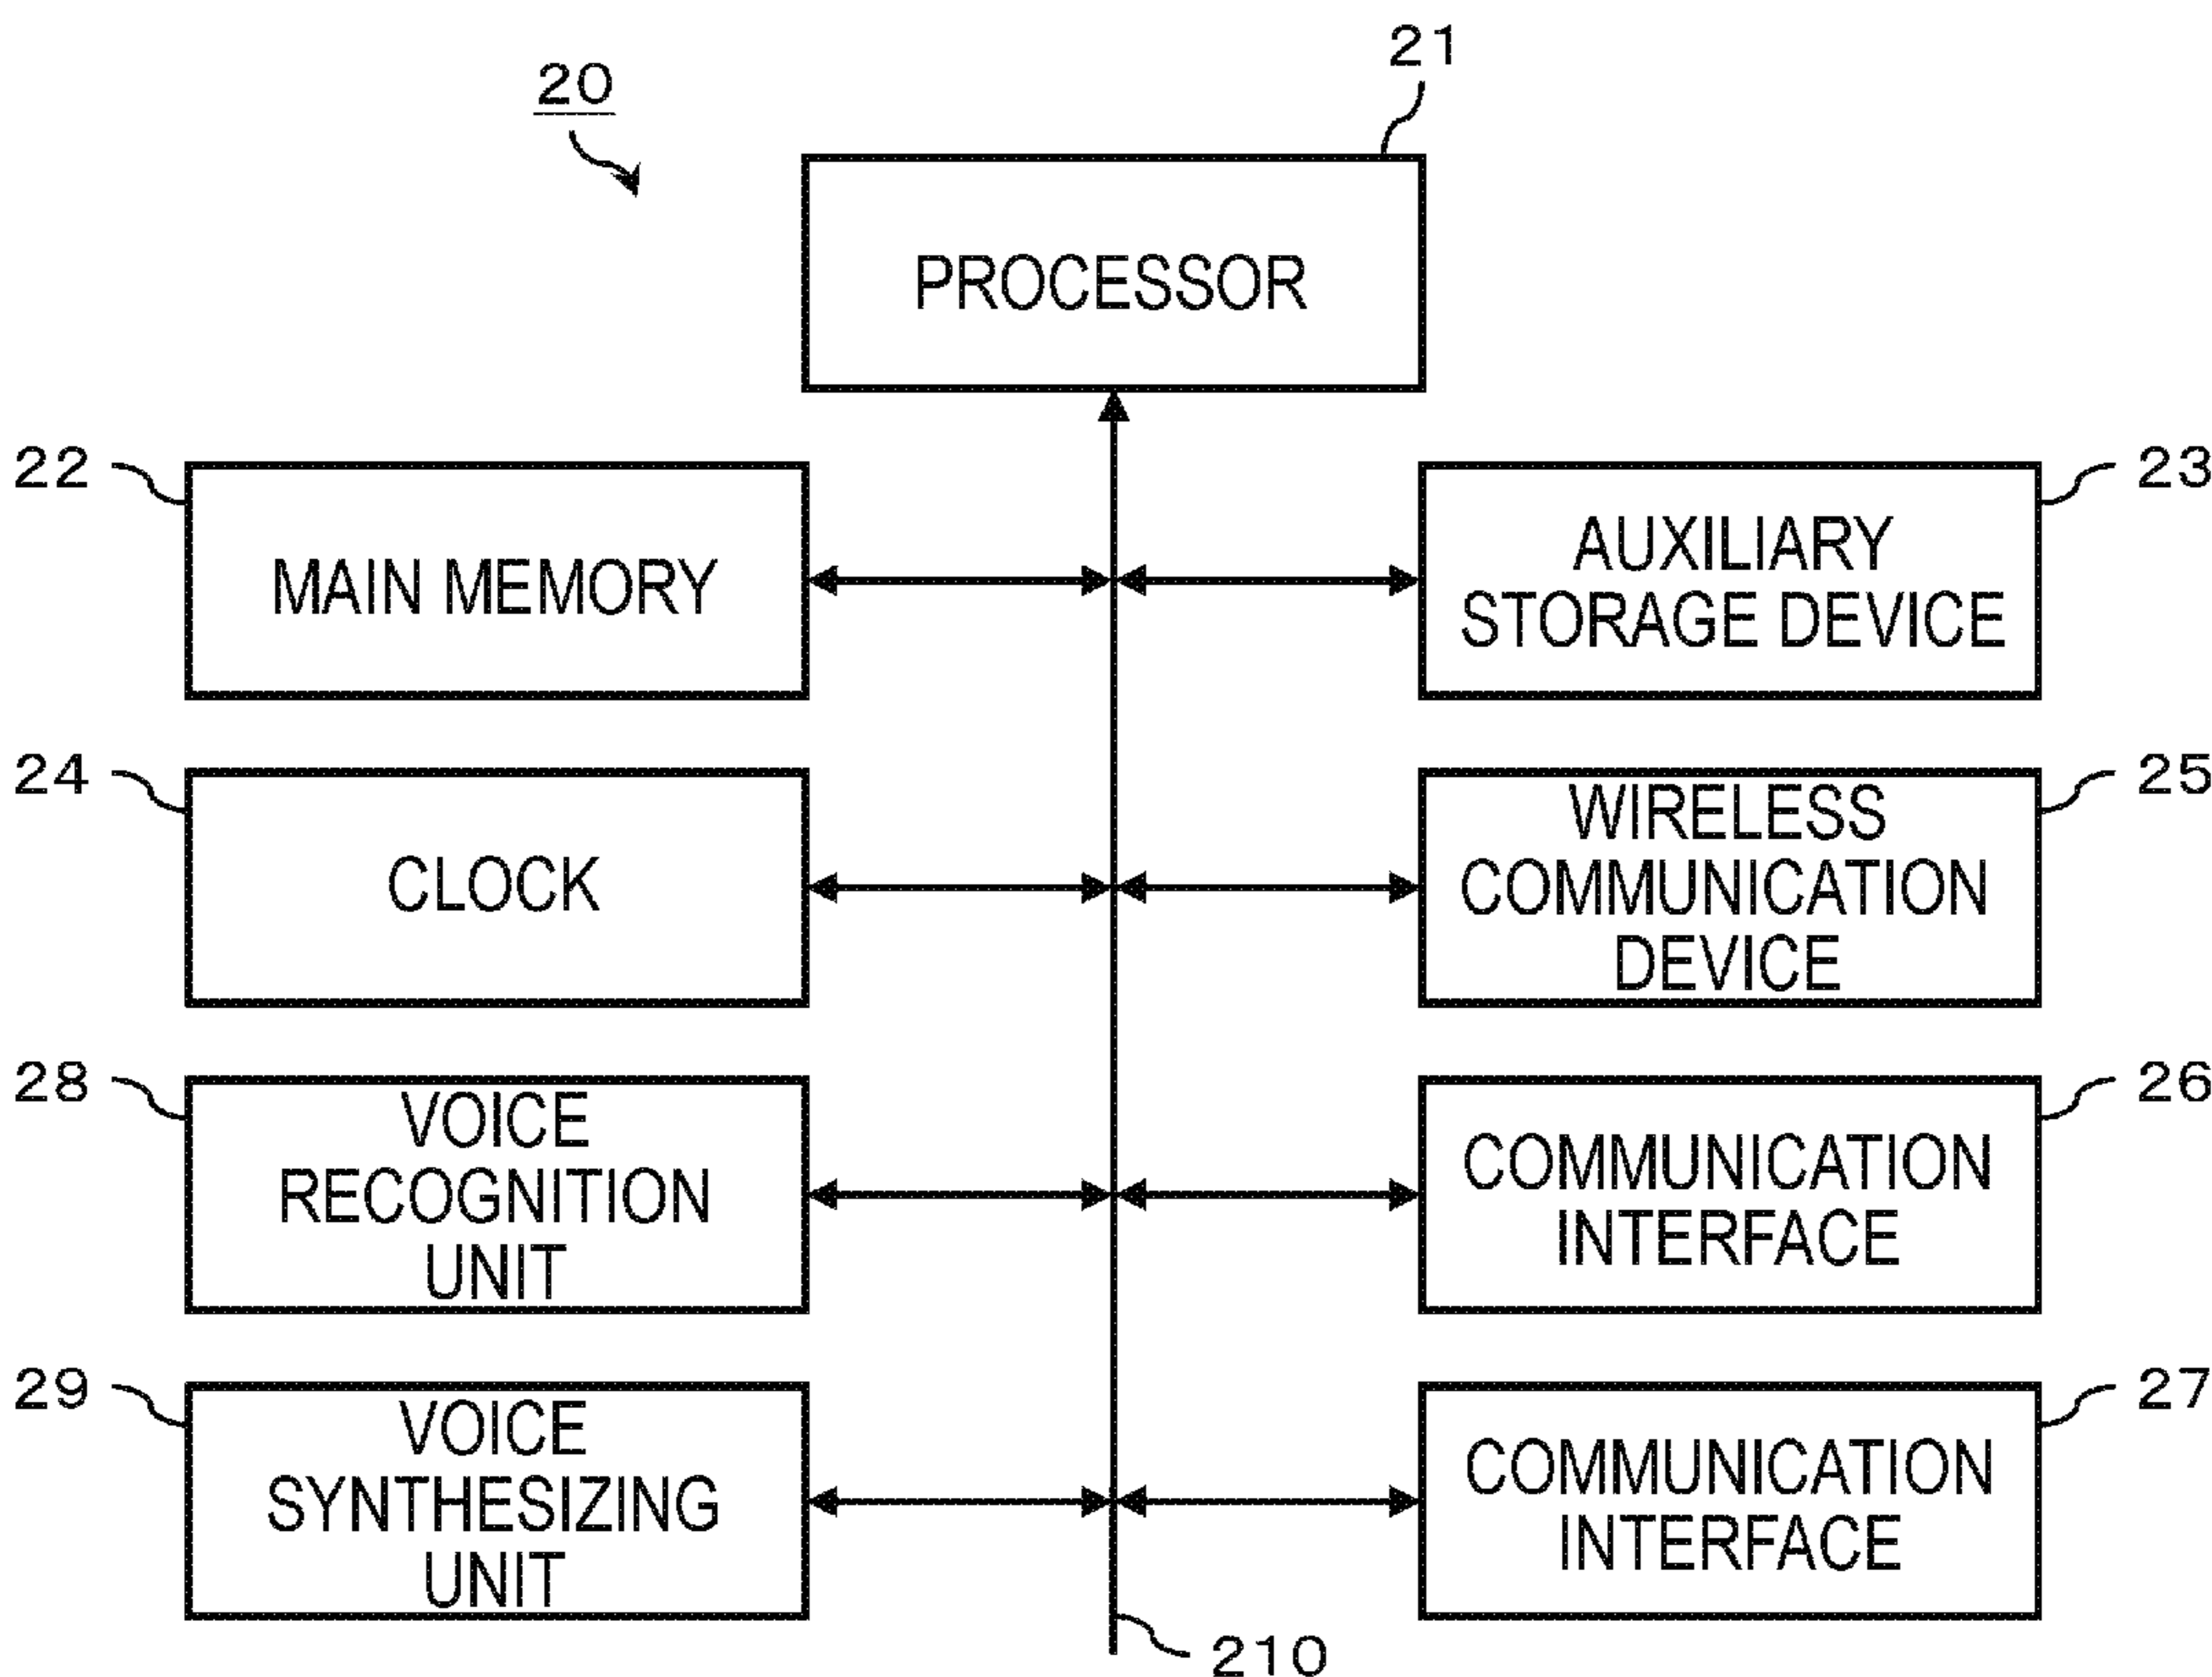 21
20
PROCESSOR
22
MAIN MEMORY
23
AUXILIARY
STORAGE DEVICE
24
CLOCK
25
WIRELESS
COMMUNICATION
DEVICE
28
VOICE
RECOGNITION
UNIT
26
COMMUNICATION
INTERFACE
29
VOICE
SYNTHESIZING
UNIT
27
COMMUNICATION
INTERFACE
210